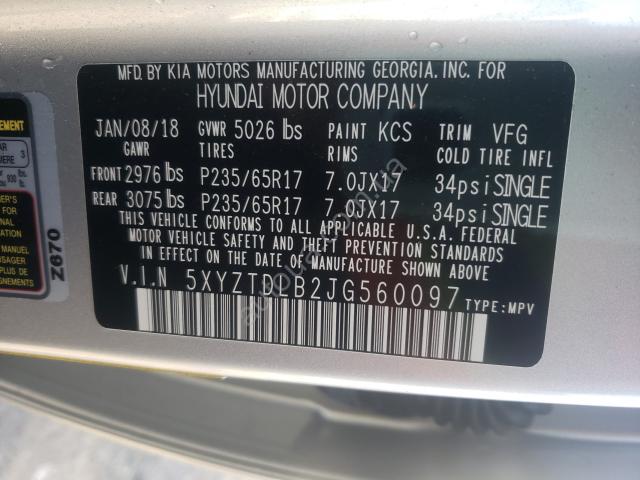 MFD. BY KIA MOTORS MANUFACTURING GEORGIA. INC. FOR
HYUNDAI MOTOR COMPANY
JAN/08/18 GVWR 5026 lbs PAINT KCS TRIM VFG
GAWR TIRES RIMS COLD TIRE INFL
FRONT 2976 lbs P235/65R17 7.0JX17 34psi SINGLE
REAR 3075 lbs P235/65R17 7.0JX17 34psi SINGLE
THIS VEHICLE CONFORMS TO ALL APPLICABLE U.S.A. FEDERAL
MOTOR VEHICLE SAFETY AND THEFT PREVENTION STANDARDS
IN EFFECT ON THE DATE OF MANUFACTURE SHOWN ABOVE.
V.I.N 5XYZTDLB2JG560097 TYPE: MPV
Z670